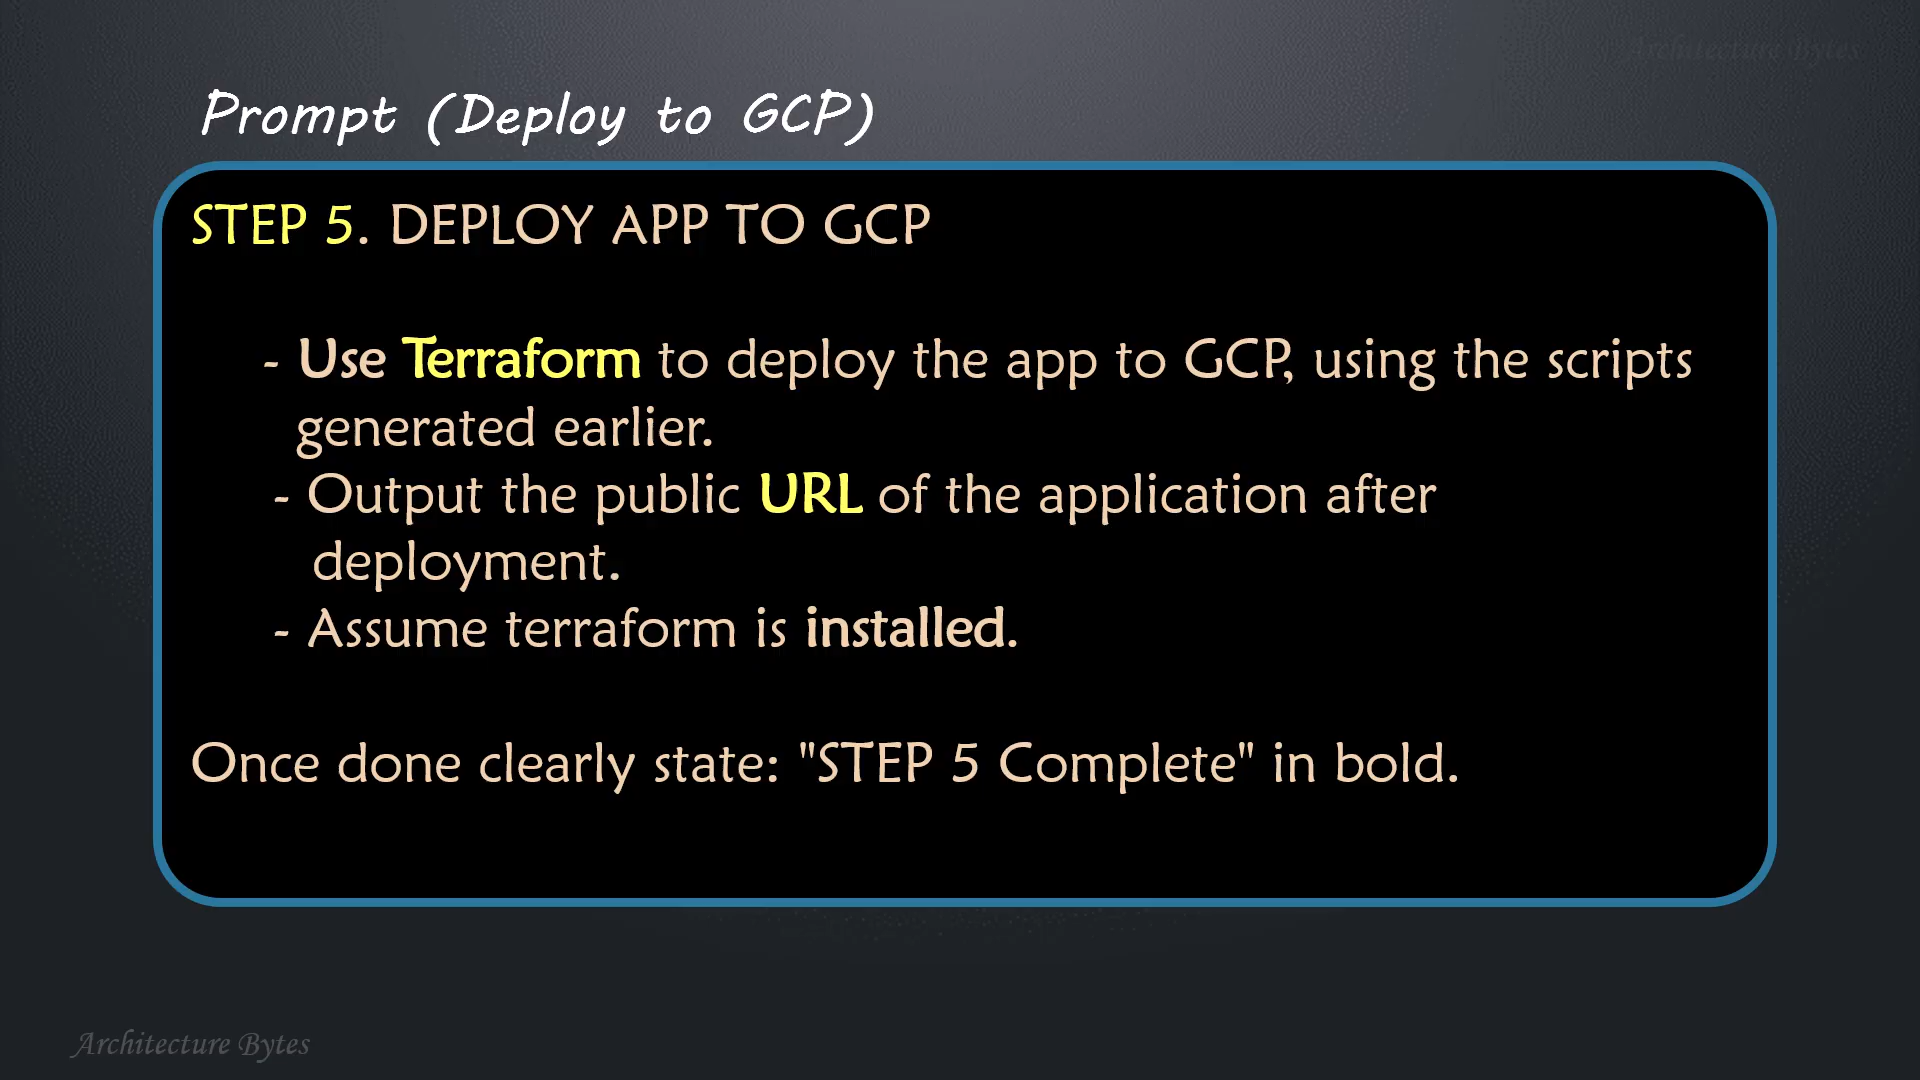 Architecture Bytes
Prompt (Deploy to GCP)
STEP 5. DEPLOY APP TO GCP
- Use Terraform to deploy the app to GCP, using the scripts
generated earlier.
- Output the public URL of the application after
deployment.
- Assume terraform is installed.
Once done clearly state: "STEP 5 Complete" in bold.
Architecture Bytes